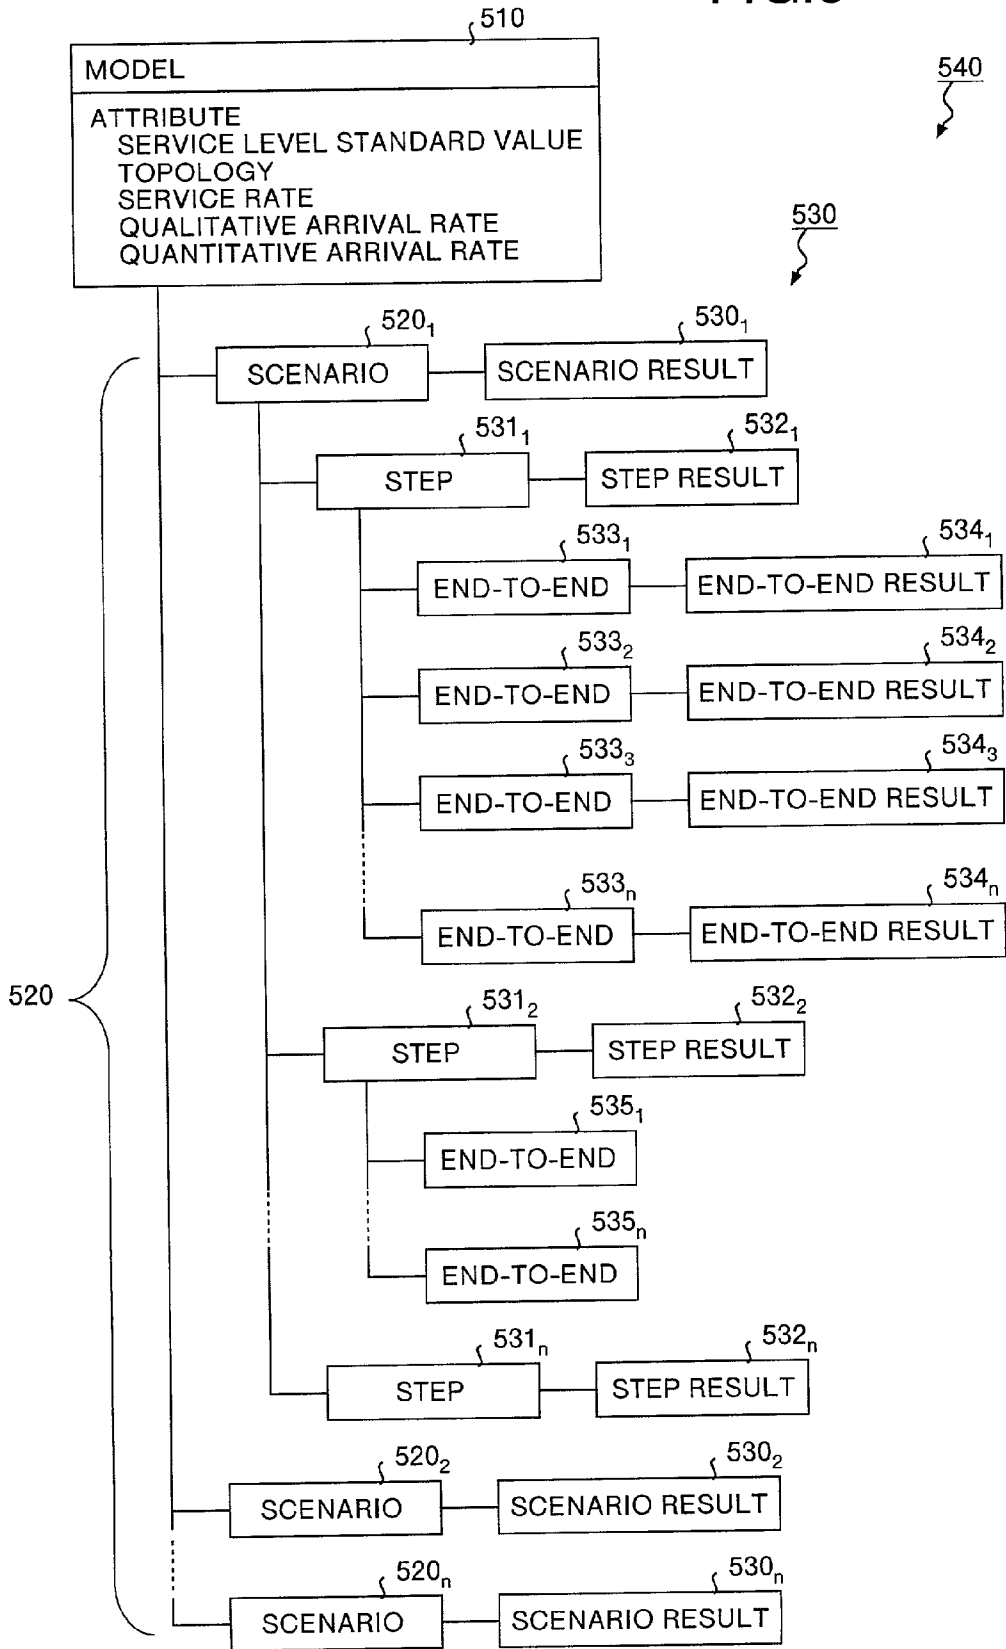 510
MODEL
540
ATTRIBUTE
SERVICE LEVEL STANDARD VALUE
TOPOLOGY
SERVICE RATE
QUALITATIVE ARRIVAL RATE
QUANTITATIVE ARRIVAL RATE
530
520₁ 530₁
SCENARIO SCENARIO RESULT
531₁ 532₁
STEP STEP RESULT
533₁ 534₁
END-TO-END END-TO-END RESULT
533₂ 534₂
END-TO-END END-TO-END RESULT
533₃ 534₃
END-TO-END END-TO-END RESULT
533ₙ 534ₙ
END-TO-END END-TO-END RESULT
520
531₂ 532₂
STEP STEP RESULT
535₁
END-TO-END
535ₙ
END-TO-END
531ₙ 532ₙ
STEP STEP RESULT
520₂ 530₂
SCENARIO SCENARIO RESULT
520ₙ 530ₙ
SCENARIO SCENARIO RESULT